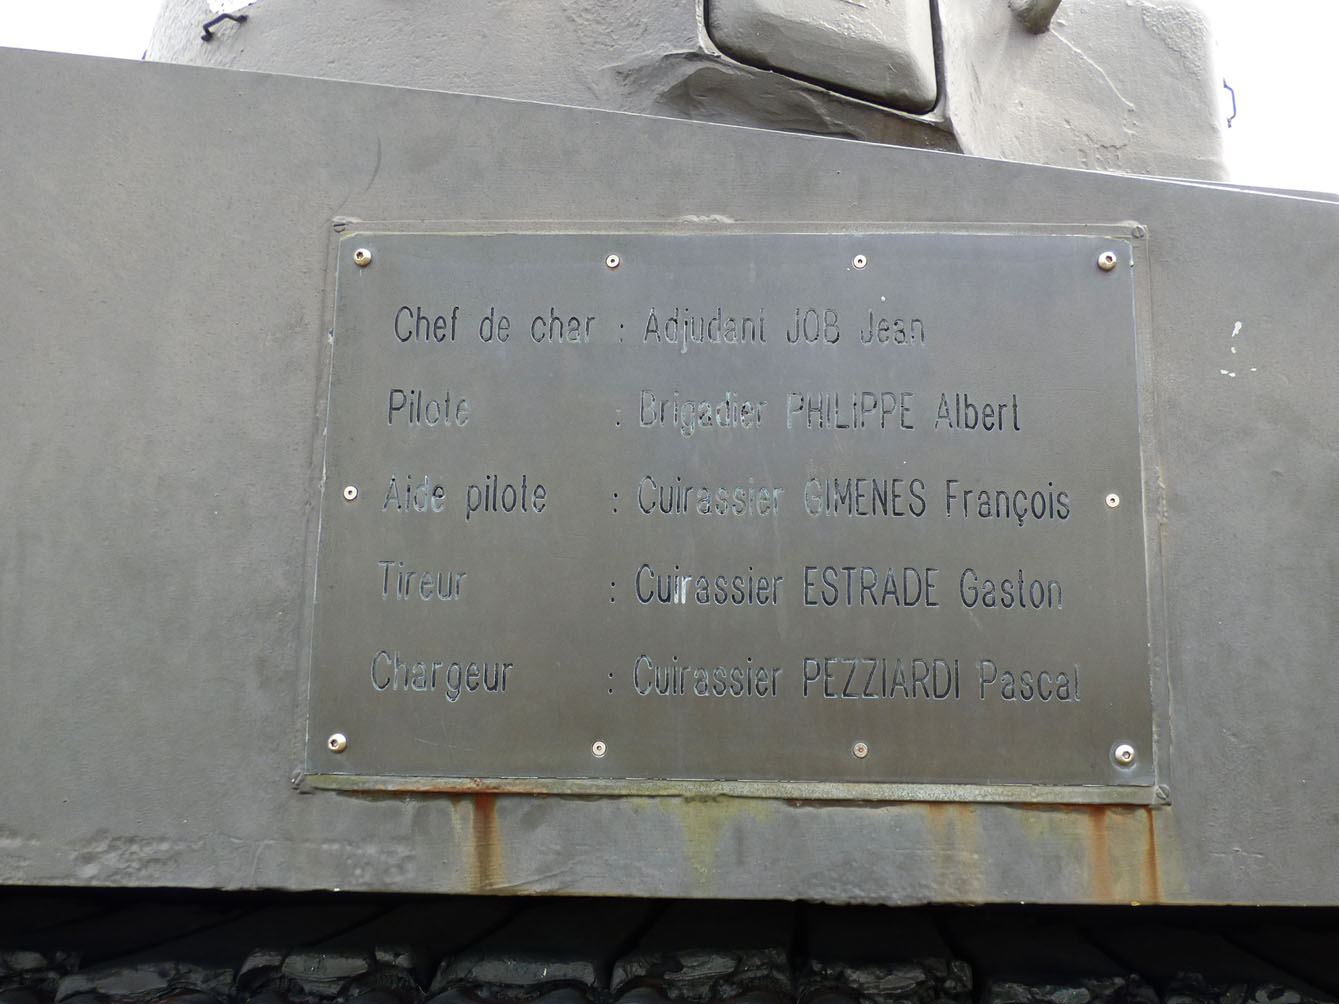 Chef de char : Adjudant JOB Jean
Pilote : Brigadier PHILIPPE Albert
Aide pilote : Cuirassier GIMENES François
Tireur : Cuirassier ESTRADE Gaston
Chargeur : Cuirassier PEZZIARDI Pascal